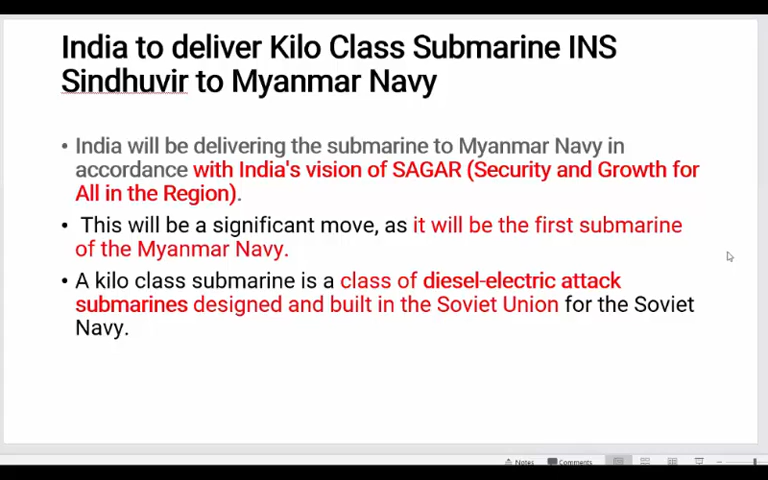 India to deliver Kilo Class Submarine INS
Sindhuvir to Myanmar Navy
• India will be delivering the submarine to Myanmar Navy in
accordance with India's vision of SAGAR (Security and Growth for
All in the Region).
• This will be a significant move, as it will be the first submarine
of the Myanmar Navy.
• A kilo class submarine is a class of diesel-electric attack
submarines designed and built in the Soviet Union for the Soviet
Navy.
Notes Comments